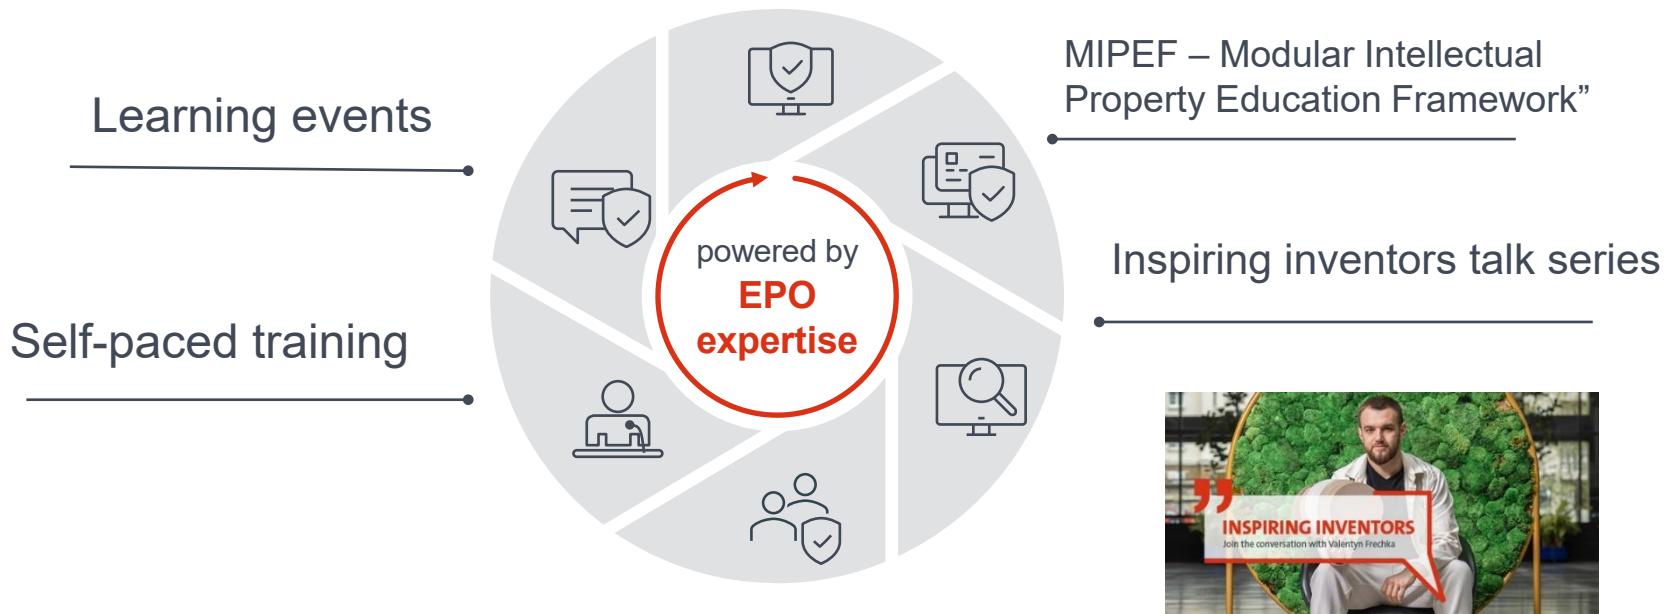 Learning events
Self-paced training
powered by
EPO
expertise
MIPEF – Modular Intellectual
Property Education Framework”
Inspiring inventors talk series
INSPIRING INVENTORS
Join the conversation with Valentyn Frechka